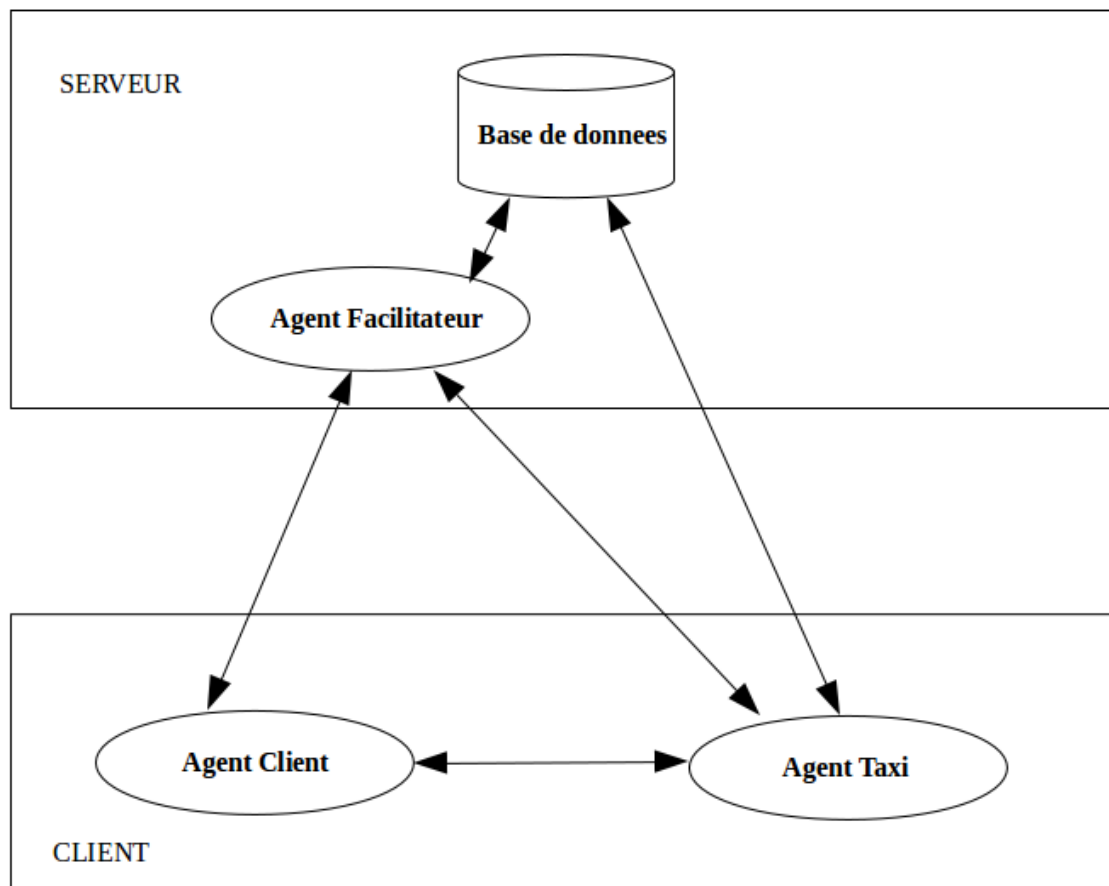 SERVEUR
Base de donnees
Agent Facilitateur
Agent Client
Agent Taxi
CLIENT